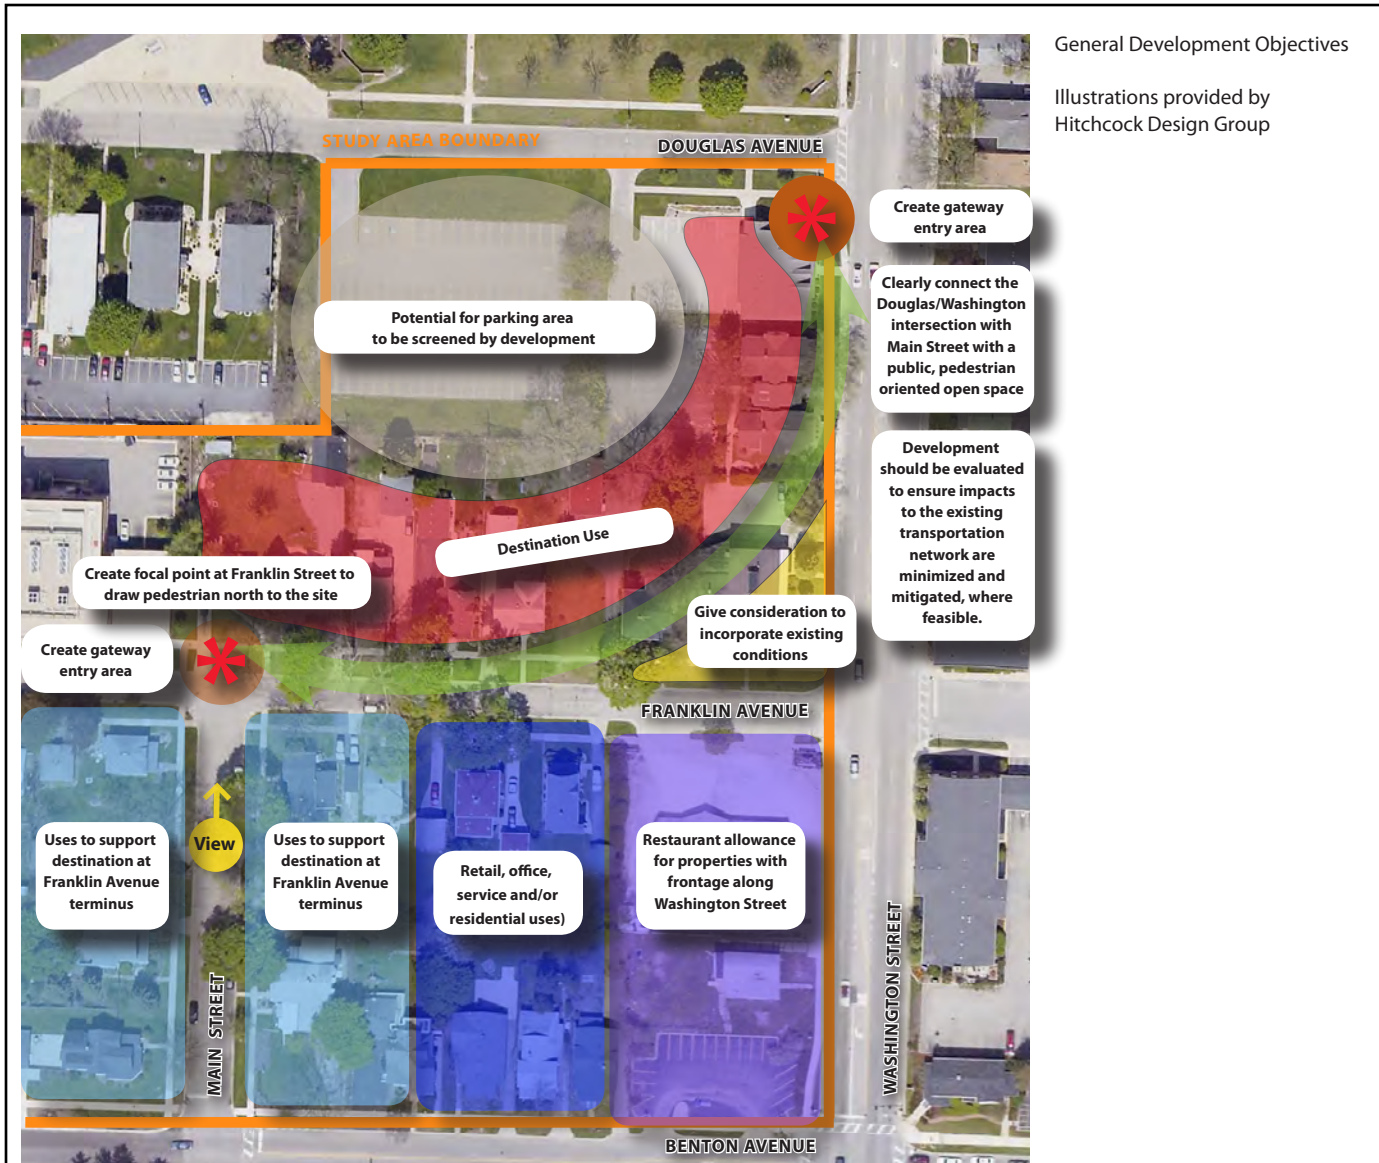 General Development Objectives
Illustrations provided by
Hitchcock Design Group
STUDY AREA BOUNDARY
DOUGLAS AVENUE
Create gateway
entry area
Clearly connect the
Douglas/Washington
intersection with
Main Street with a
public, pedestrian
oriented open space
Potential for parking area
to be screened by development
Development
should be evaluated
to ensure impacts
to the existing
transportation
network are
minimized and
mitigated, where
feasible.
Destination Use
Create focal point at Franklin Street to
draw pedestrian north to the site
Give consideration to
incorporate existing
conditions
Create gateway
entry area
FRANKLIN AVENUE
Uses to support
destination at
Franklin Avenue
terminus
View
Uses to support
destination at
Franklin Avenue
terminus
Retail, office,
service and/or
residential uses)
Restaurant allowance
for properties with
frontage along
Washington Street
MAIN STREET
WASHINGTON STREET
BENTON AVENUE